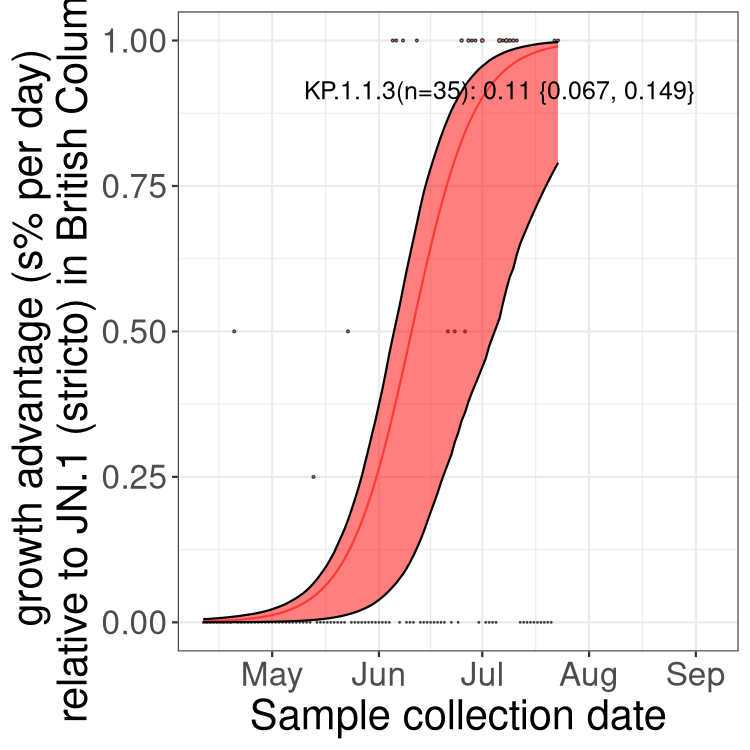 growth advantage (s% per day)
relative to JN.1 (stricto) in British Colum
1.00
0.75
0.50
0.25
0.00
KP.1.1.3(n=35): 0.11 {0.067, 0.149}
May Jun Jul Aug Sep
Sample collection date